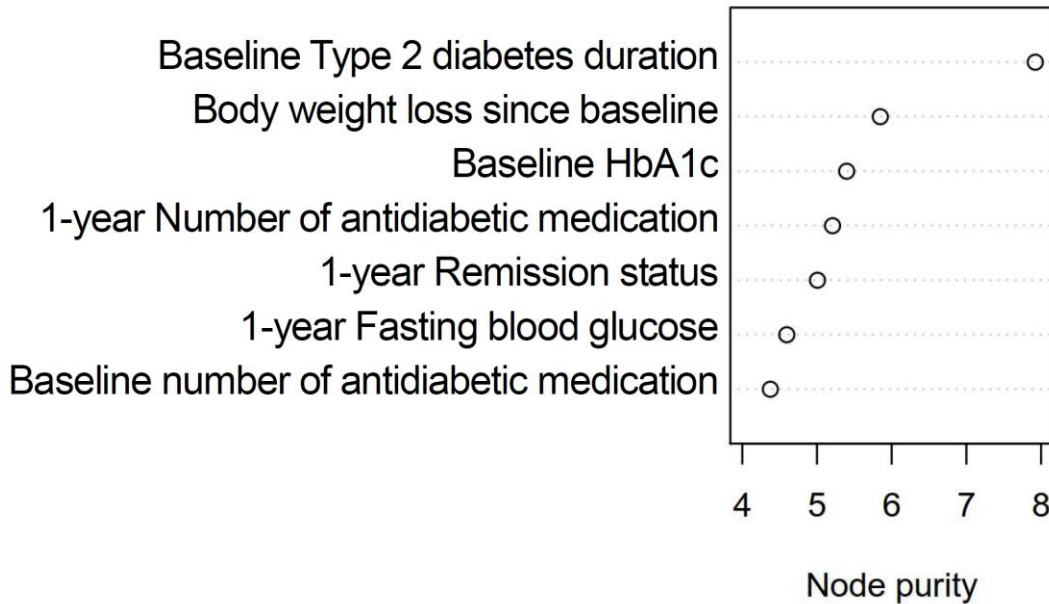 Baseline Type 2 diabetes duration
Body weight loss since baseline
Baseline HbA1c
1-year Number of antidiabetic medication
1-year Remission status
1-year Fasting blood glucose
Baseline number of antidiabetic medication
4 5 6 7 8
Node purity